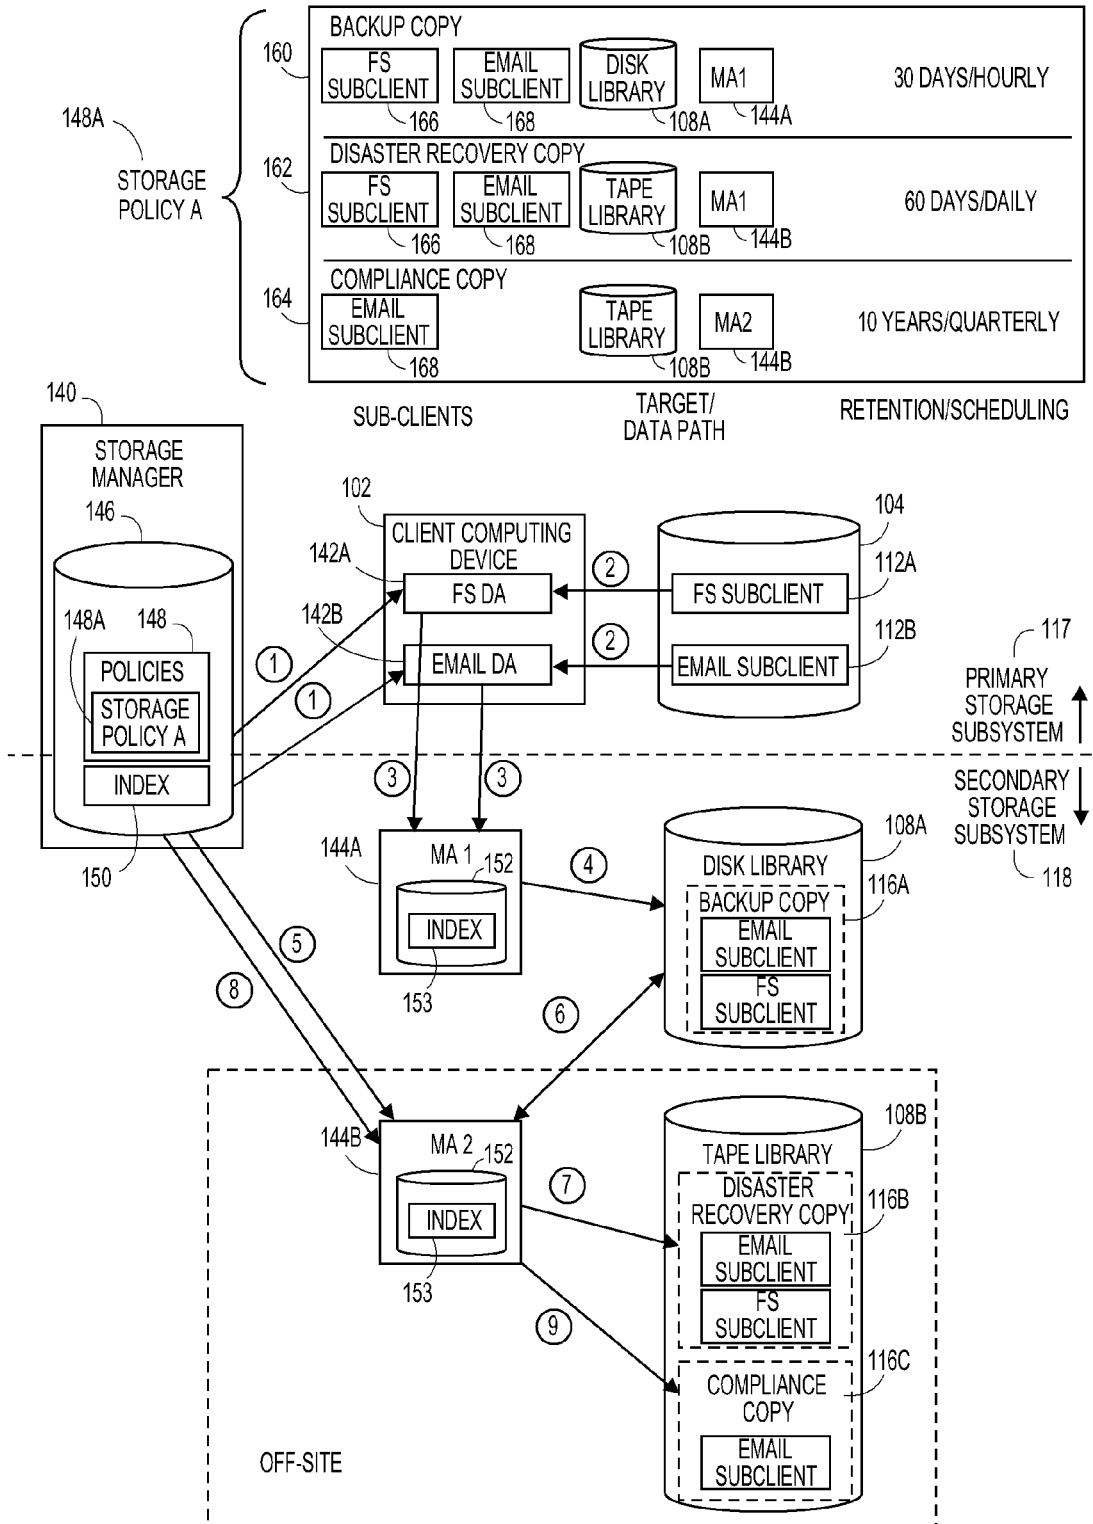 BACKUP COPY
160
FS
SUBCLIENT
166
EMAIL
SUBCLIENT
168
DISK
LIBRARY
108A
MA1
144A
30 DAYS/HOURLY
148A
STORAGE
POLICY A
DISASTER RECOVERY COPY
162
FS
SUBCLIENT
166
EMAIL
SUBCLIENT
168
TAPE
LIBRARY
108B
MA1
144B
60 DAYS/DAILY
COMPLIANCE COPY
164
EMAIL
SUBCLIENT
168
TAPE
LIBRARY
108B
MA2
144B
10 YEARS/QUARTERLY
SUB-CLIENTS
TARGET/
DATA PATH
RETENTION/SCHEDULING
140
STORAGE
MANAGER
146
148A
148
POLICIES
STORAGE
POLICY A
INDEX
150
102
CLIENT COMPUTING
DEVICE
142A
FS DA
142B
EMAIL DA
104
112A
FS SUBCLIENT
112B
EMAIL SUBCLIENT
1
1
2
2
117
PRIMARY
STORAGE
SUBSYSTEM
SECONDARY
STORAGE
SUBSYSTEM
118
3
3
144A
MA 1
152
INDEX
153
4
108A
DISK LIBRARY
116A
BACKUP COPY
EMAIL
SUBCLIENT
FS
SUBCLIENT
5
8
6
144B
MA 2
152
INDEX
153
7
9
108B
TAPE LIBRARY
DISASTER
RECOVERY COPY
116B
EMAIL
SUBCLIENT
FS
SUBCLIENT
116C
COMPLIANCE
COPY
EMAIL
SUBCLIENT
OFF-SITE